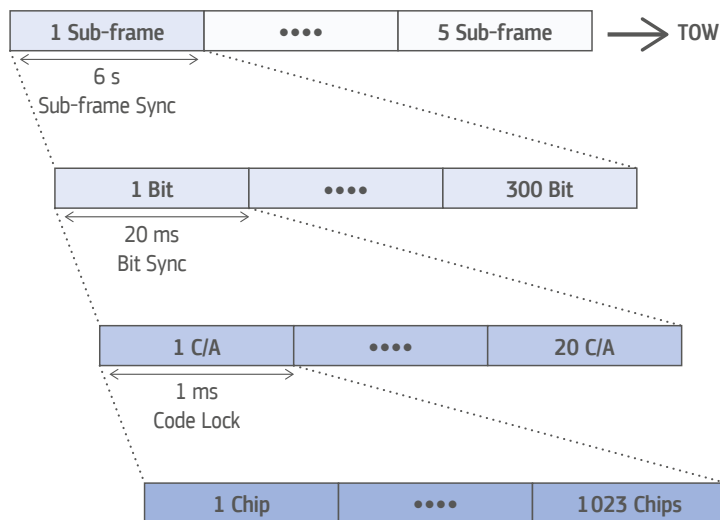 1 Sub-frame •••• 5 Sub-frame TOW
6 s
Sub-frame Sync
1 Bit •••• 300 Bit
20 ms
Bit Sync
1 C/A •••• 20 C/A
1 ms
Code Lock
1 Chip •••• 1023 Chips